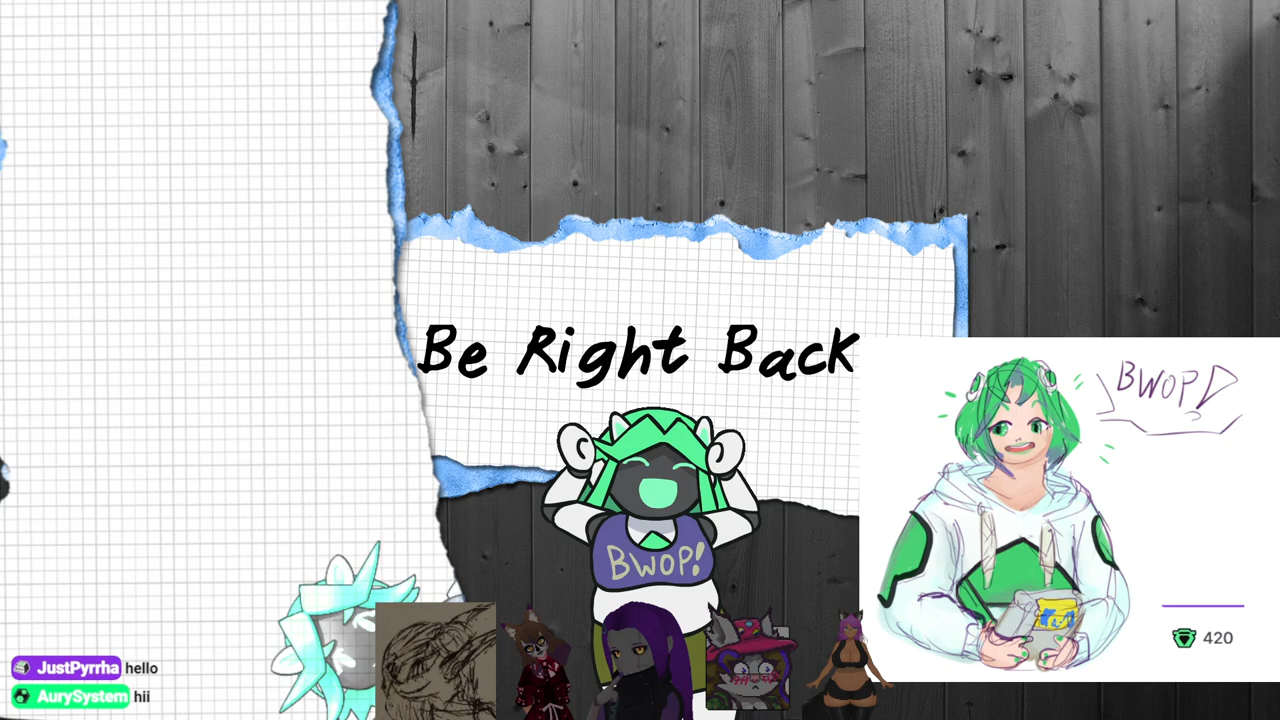 Be Right Back
BWOP!
BWOP
420
JustPyrrha hello
AurySystem hii